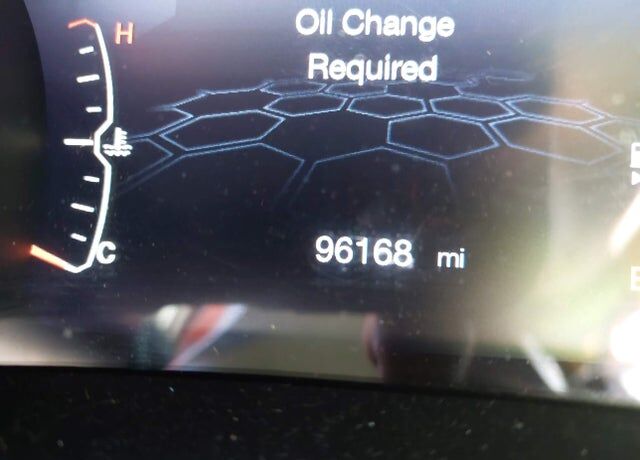 Oil Change
Required
H
C
96168 mi